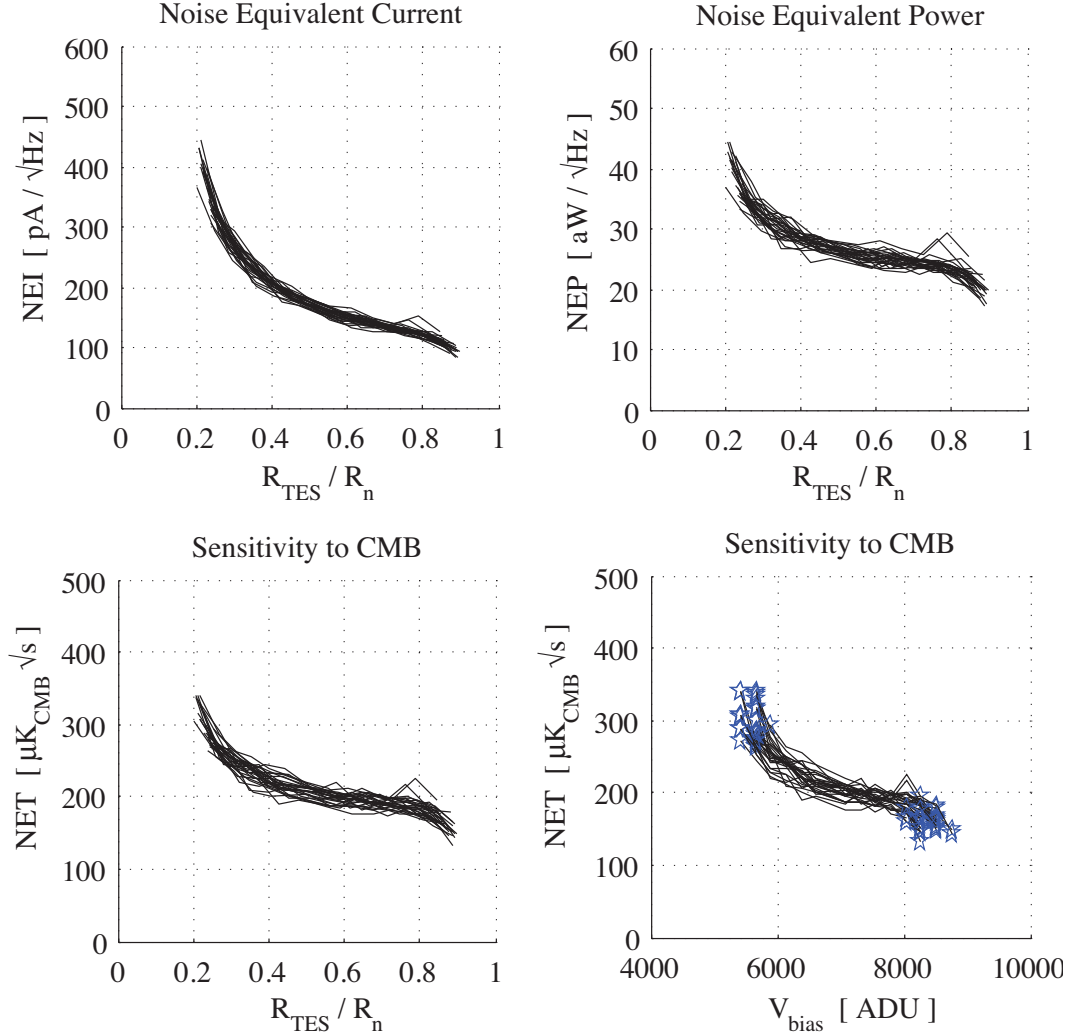 Noise Equivalent Current
600
500
400
300
200
100
0
NEI [ pA / √Hz ]
0 0.2 0.4 0.6 0.8 1
R_TES / R_n
Noise Equivalent Power
60
50
40
30
20
10
0
NEP [ aW / √Hz ]
0 0.2 0.4 0.6 0.8 1
R_TES / R_n
Sensitivity to CMB
500
400
300
200
100
0
NET [ μK_CMB √s ]
0 0.2 0.4 0.6 0.8 1
R_TES / R_n
Sensitivity to CMB
500
400
300
200
100
0
NET [ μK_CMB √s ]
4000 6000 8000 10000
V_bias [ ADU ]